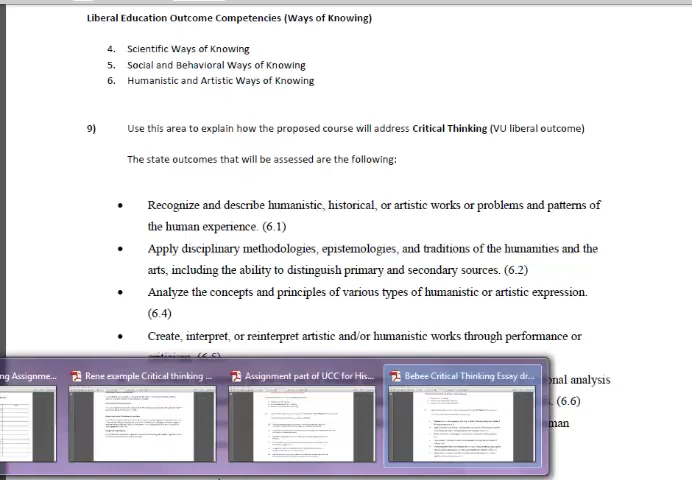 Liberal Education Outcome Competencies (Ways of Knowing)
4. Scientific Ways of Knowing
5. Social and Behavioral Ways of Knowing
6. Humanistic and Artistic Ways of Knowing
9) Use this area to explain how the proposed course will address Critical Thinking (VU liberal outcome)
The state outcomes that will be assessed are the following:
• Recognize and describe humanistic, historical, or artistic works or problems and patterns of
the human experience. (6.1)
• Apply disciplinary methodologies, epistemologies, and traditions of the humanities and the
arts, including the ability to distinguish primary and secondary sources. (6.2)
• Analyze the concepts and principles of various types of humanistic or artistic expression.
(6.4)
• Create, interpret, or reinterpret artistic and/or humanistic works through performance or
criticism. (6.5)
ng Assignme... Rene example Critical thinking ... Assignment part of UCC for His... Bebee Critical Thinking Essay dr...
onal analysis
. (6.6)
man